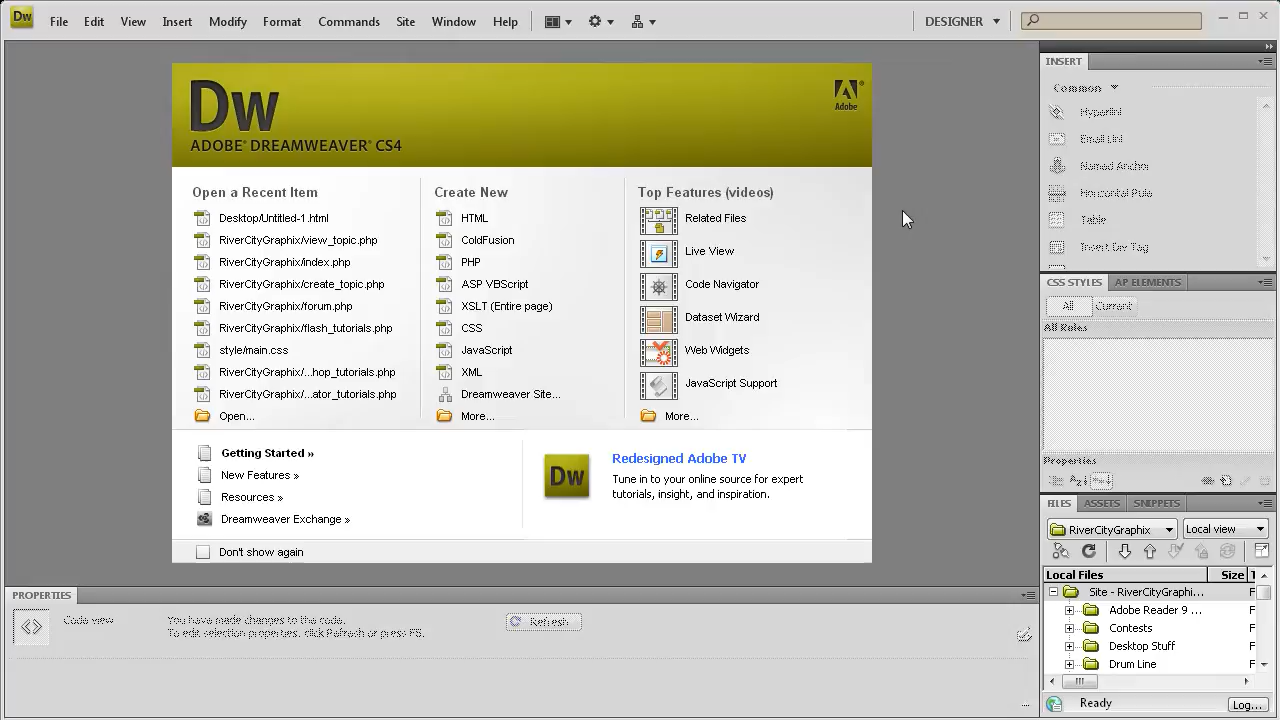 Dw File Edit View Insert Modify Format Commands Site Window Help DESIGNER
Dw
ADOBE® DREAMWEAVER® CS4
Adobe
Open a Recent Item
Desktop/Untitled-1.html
RiverCityGraphix/view_topic.php
RiverCityGraphix/index.php
RiverCityGraphix/create_topic.php
RiverCityGraphix/forum.php
RiverCityGraphix/flash_tutorials.php
style/main.css
RiverCityGraphix/...hop_tutorials.php
RiverCityGraphix/...ator_tutorials.php
Open...
Create New
HTML
ColdFusion
PHP
ASP VBScript
XSLT (Entire page)
CSS
JavaScript
XML
Dreamweaver Site...
More...
Top Features (videos)
Related Files
Live View
Code Navigator
Dataset Wizard
Web Widgets
JavaScript Support
More...
Getting Started »
New Features »
Resources »
Dreamweaver Exchange »
Dw
Redesigned Adobe TV
Tune in to your online source for expert
tutorials, insight, and inspiration.
Don't show again
PROPERTIES
Code view
You have made changes to the code.
To edit selection properties, click Refresh or press F5.
Refresh
INSERT
Common
Hyperlink
Email Link
Named Anchor
Horizontal Rule
Table
Insert Div Tag
CSS STYLES AP ELEMENTS
All Current
All Rules
Properties
FILES ASSETS SNIPPETS
RiverCityGraphix Local view
Local Files Size T
Site - RiverCityGraphi... F
Adobe Reader 9 ... F
Contests F
Desktop Stuff F
Drum Line F
Ready Log...